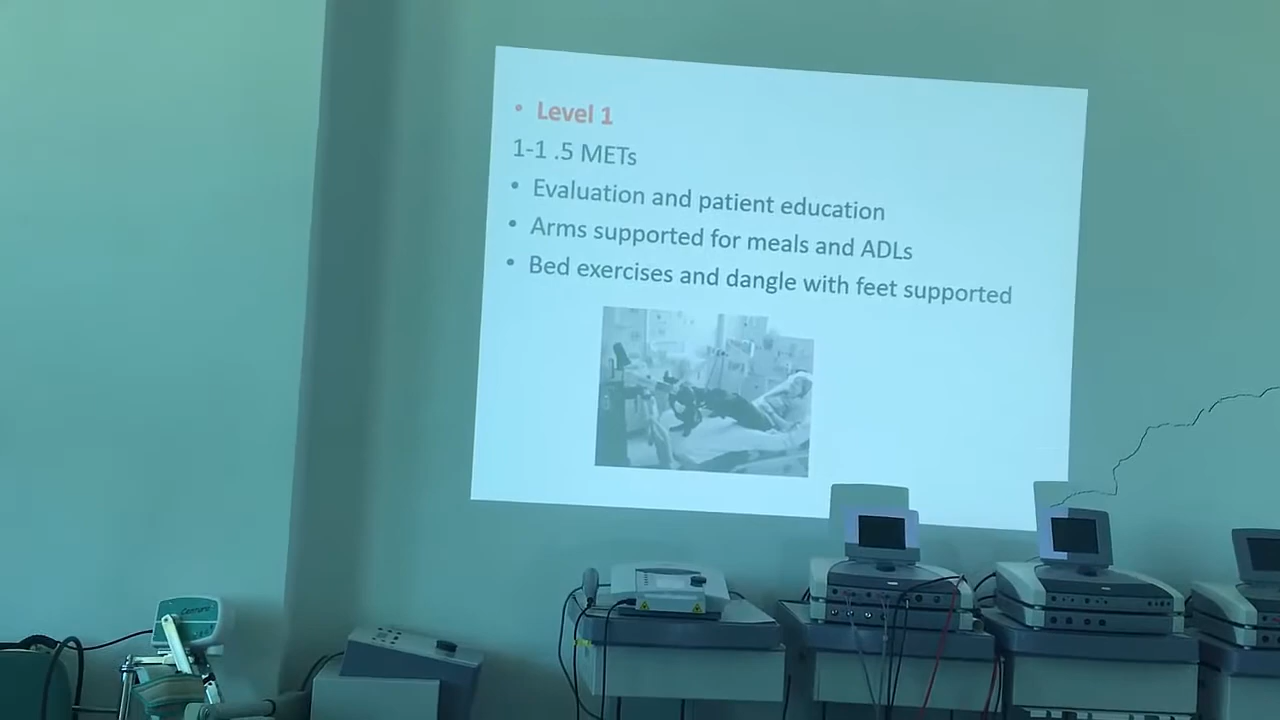 • Level 1
1-1 .5 METs
• Evaluation and patient education
• Arms supported for meals and ADLs
• Bed exercises and dangle with feet supported